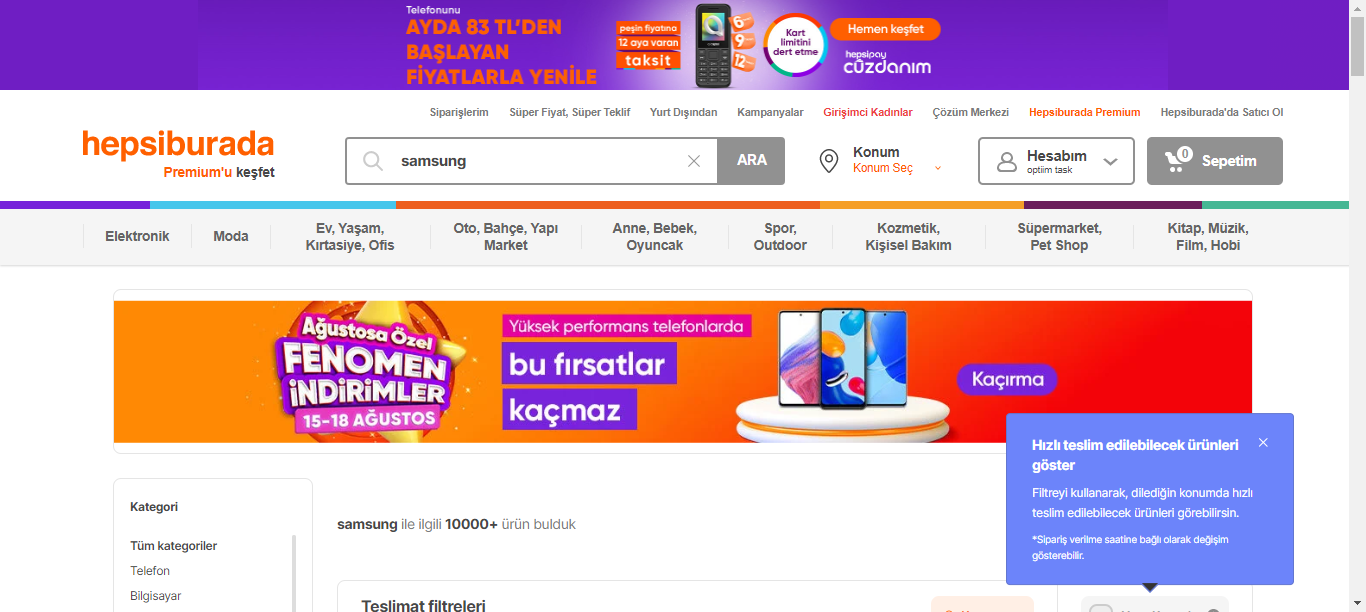 Telefonunu
AYDA 83 TL'DEN
BAŞLAYAN
FİYATLARLA YENİLE
peşin fiyatına
12 aya varan
taksit
6
9
12
Kart
limitini
dert etme
Hemen keşfet
hepsipay
cüzdanım
Siparişlerim
Süper Fiyat, Süper Teklif
Yurt Dışından
Kampanyalar
Girişimci Kadınlar
Çözüm Merkezi
Hepsiburada Premium
Hepsiburada'da Satıcı Ol
hepsiburada
Premium'u keşfet
samsung
ARA
Konum
Konum Seç
Hesabım
optiim task
0
Sepetim
Elektronik
Moda
Ev, Yaşam,
Kırtasiye, Ofis
Oto, Bahçe, Yapı
Market
Anne, Bebek,
Oyuncak
Spor,
Outdoor
Kozmetik,
Kişisel Bakım
Süpermarket,
Pet Shop
Kitap, Müzik,
Film, Hobi
Ağustosa Özel
FENOMEN
İNDİRİMLER
15-18 AĞUSTOS
Yüksek performans telefonlarda
bu fırsatlar
kaçmaz
Kaçırma
Hızlı teslim edilebilecek ürünleri
göster
Filtreyi kullanarak, dilediğin konumda hızlı
teslim edilebilecek ürünleri görebilirsin.
*Sipariş verilme saatine bağlı olarak değişim
gösterebilir.
Kategori
Tüm kategoriler
Telefon
Bilgisayar
samsung ile ilgili 10000+ ürün bulduk
Teslimat filtreleri